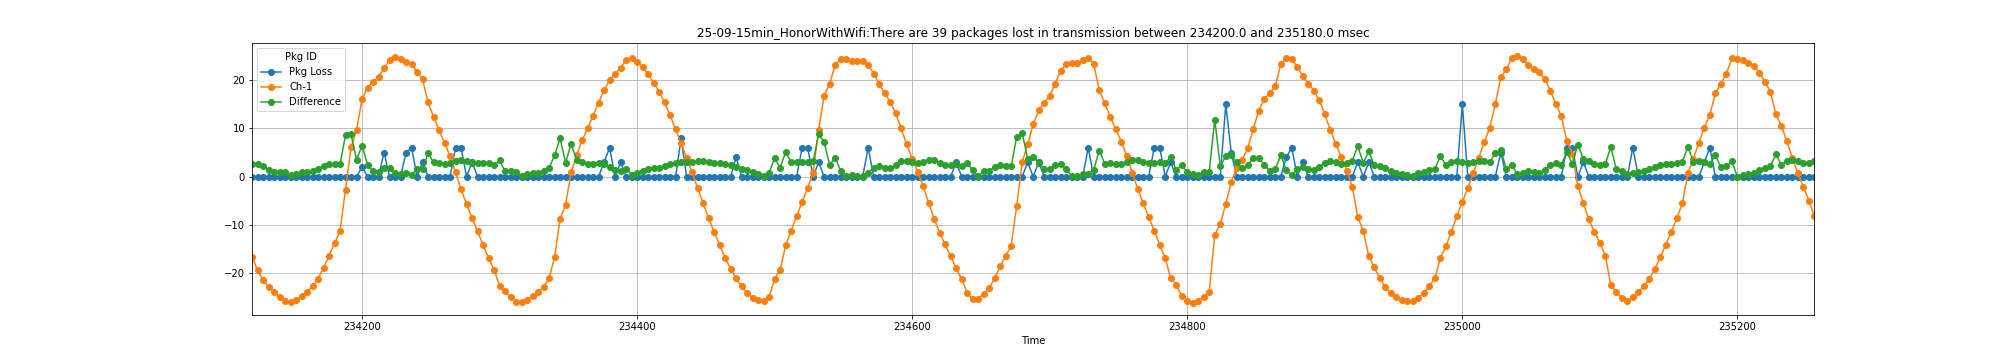 25-09-15min_HonorWithWifi:There are 39 packages lost in transmission between 234200.0 and 235180.0 msec
Pkg ID
Pkg Loss
Ch-1
Difference
20
10
0
−10
−20
234200 234400 234600 234800 235000 235200
Time